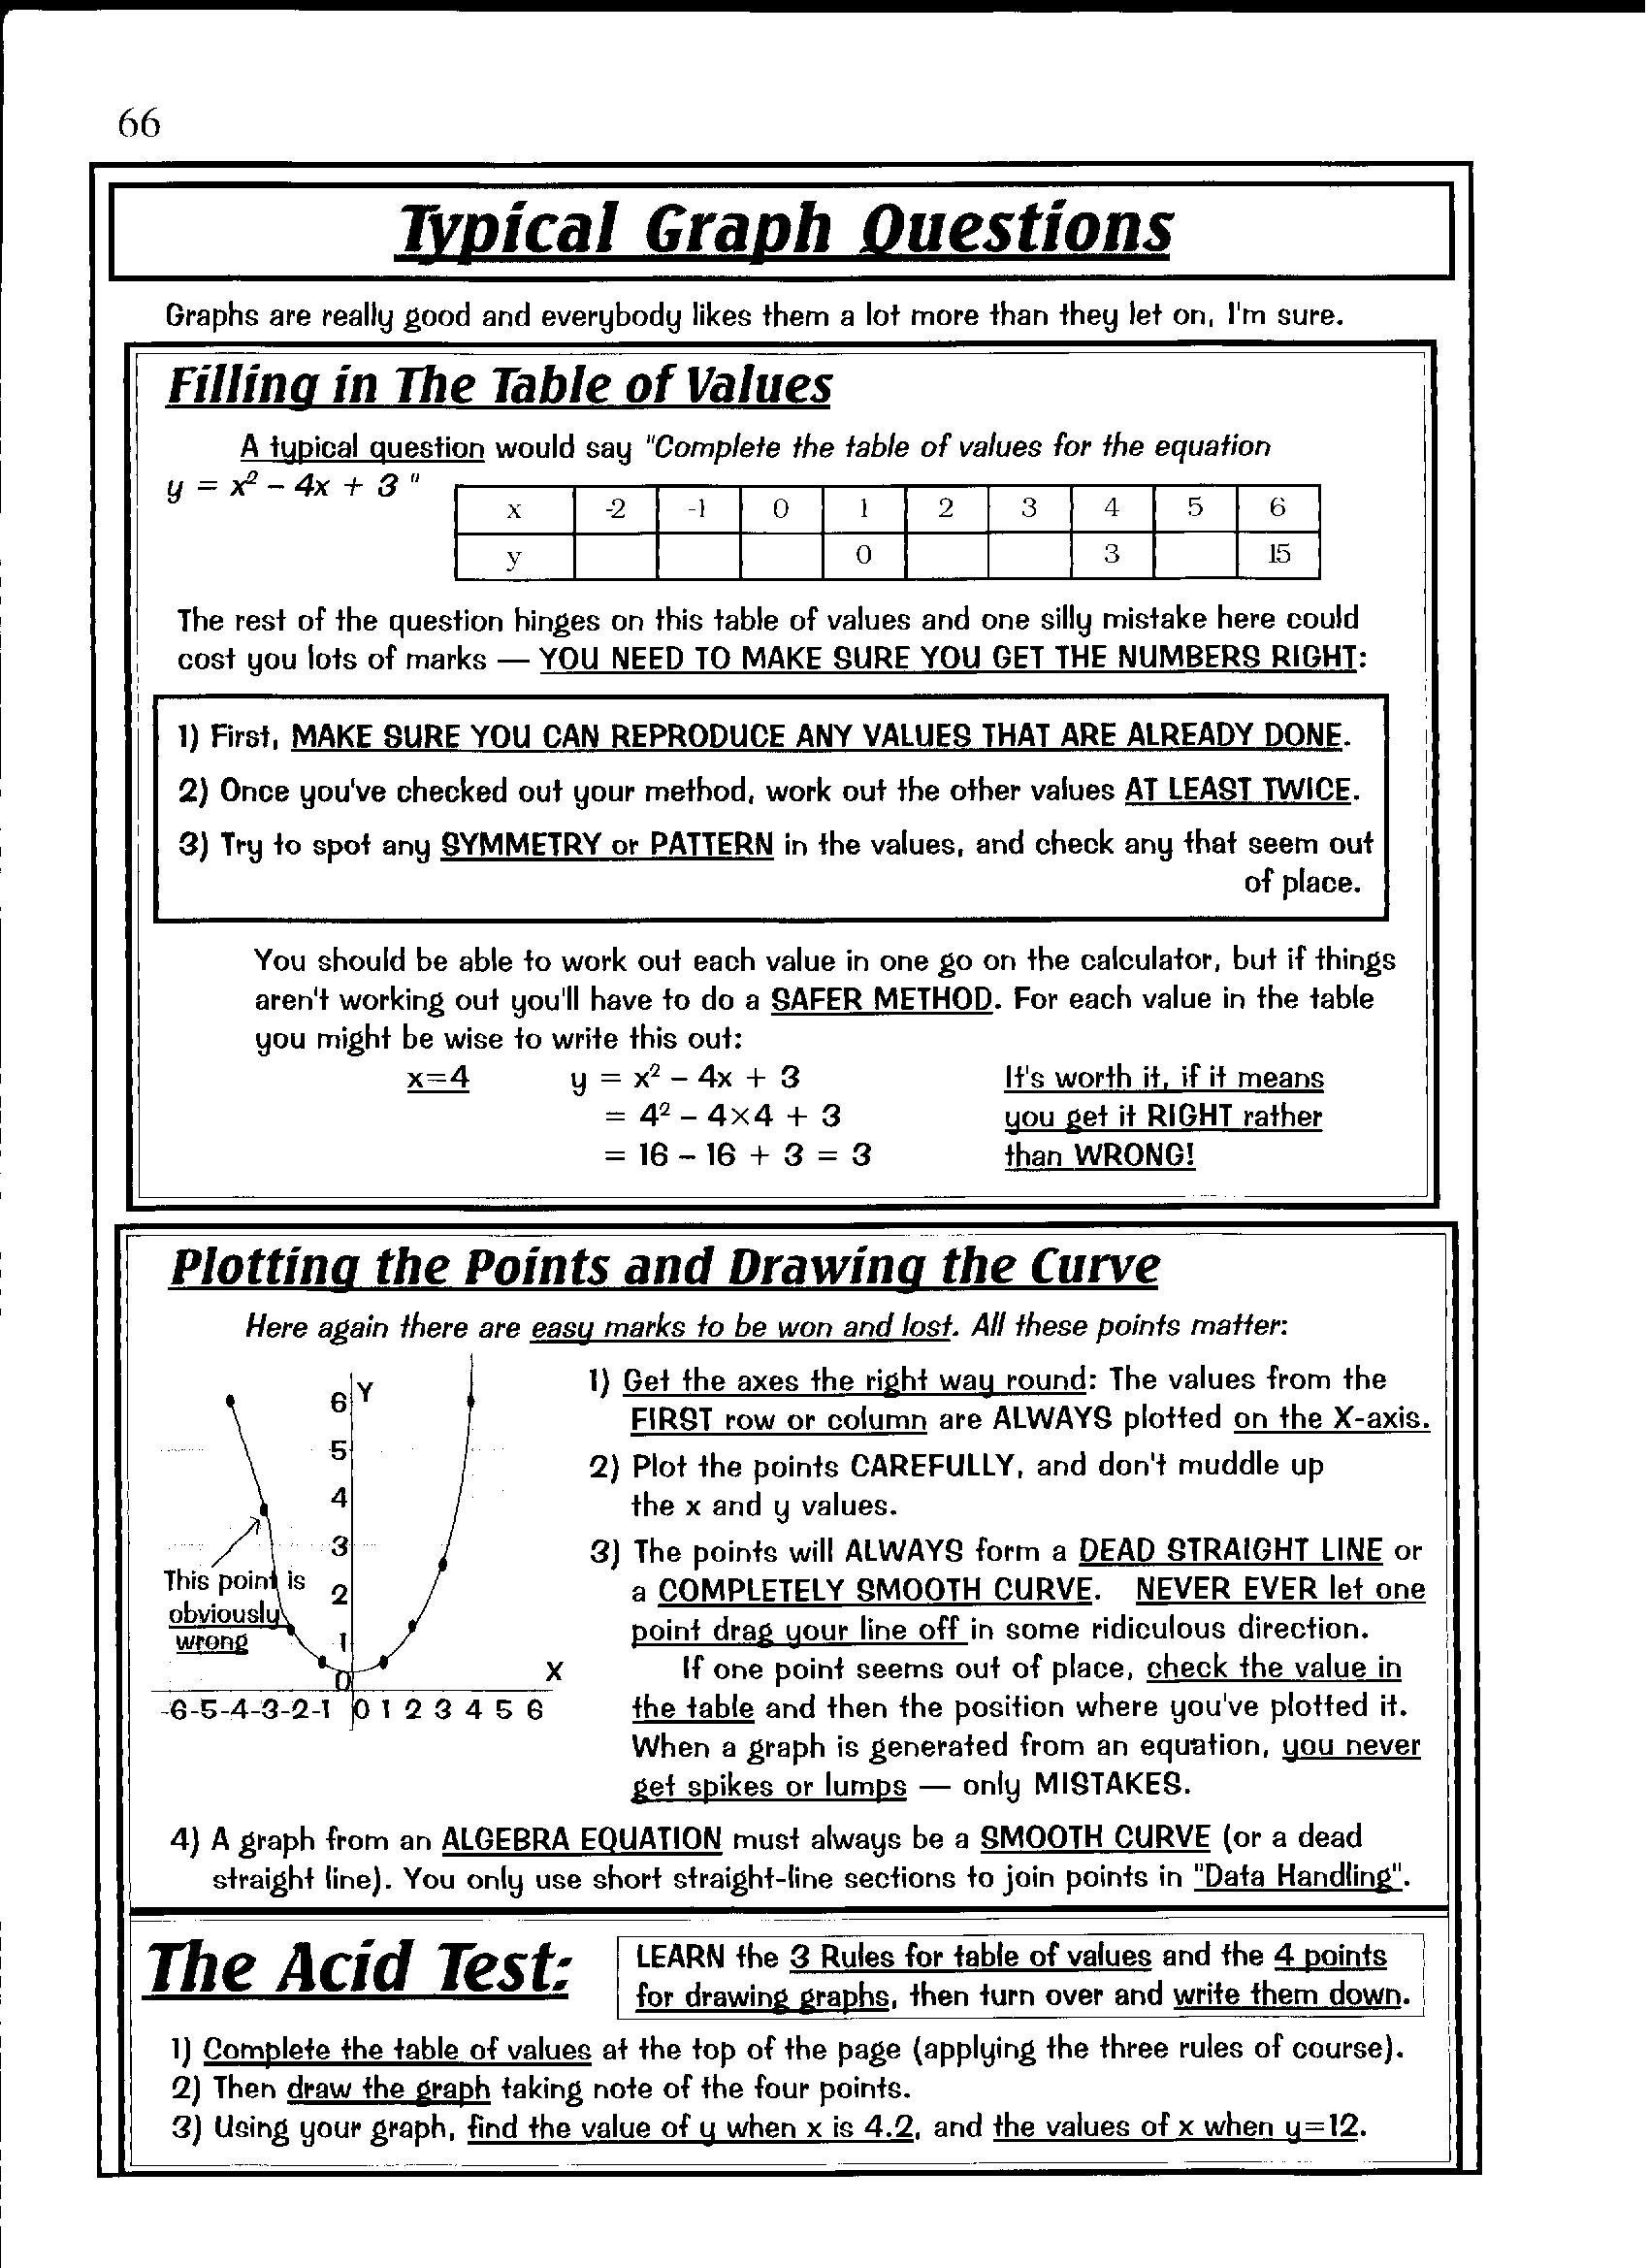 66
Typical Graph Questions
Graphs are really good and everybody likes them a lot more than they let on, I'm sure.
Filling in The Table of Values
A typical question would say "Complete the table of values for the equation
y = x² – 4x + 3 "
x -2 -1 0 1 2 3 4 5 6
y 0 3 15
The rest of the question hinges on this table of values and one silly mistake here could
cost you lots of marks — YOU NEED TO MAKE SURE YOU GET THE NUMBERS RIGHT:
1) First, MAKE SURE YOU CAN REPRODUCE ANY VALUES THAT ARE ALREADY DONE.
2) Once you've checked out your method, work out the other values AT LEAST TWICE.
3) Try to spot any SYMMETRY or PATTERN in the values, and check any that seem out
of place.
You should be able to work out each value in one go on the calculator, but if things
aren't working out you'll have to do a SAFER METHOD. For each value in the table
you might be wise to write this out:
x=4 y = x² – 4x + 3 It's worth it, if it means
= 4² – 4×4 + 3 you get it RIGHT rather
= 16 – 16 + 3 = 3 than WRONG!
Plotting the Points and Drawing the Curve
Here again there are easy marks to be won and lost. All these points matter:
6 Y
5
4
3
2
1
0
X
-6-5-4-3-2-1 0 1 2 3 4 5 6
This point is
obviously
wrong
1) Get the axes the right way round: The values from the
FIRST row or column are ALWAYS plotted on the X-axis.
2) Plot the points CAREFULLY, and don't muddle up
the x and y values.
3) The points will ALWAYS form a DEAD STRAIGHT LINE or
a COMPLETELY SMOOTH CURVE. NEVER EVER let one
point drag your line off in some ridiculous direction.
If one point seems out of place, check the value in
the table and then the position where you've plotted it.
When a graph is generated from an equation, you never
get spikes or lumps — only MISTAKES.
4) A graph from an ALGEBRA EQUATION must always be a SMOOTH CURVE (or a dead
straight line). You only use short straight-line sections to join points in "Data Handling".
The Acid Test:
LEARN the 3 Rules for table of values and the 4 points
for drawing graphs, then turn over and write them down.
1) Complete the table of values at the top of the page (applying the three rules of course).
2) Then draw the graph taking note of the four points.
3) Using your graph, find the value of y when x is 4.2, and the values of x when y=12.